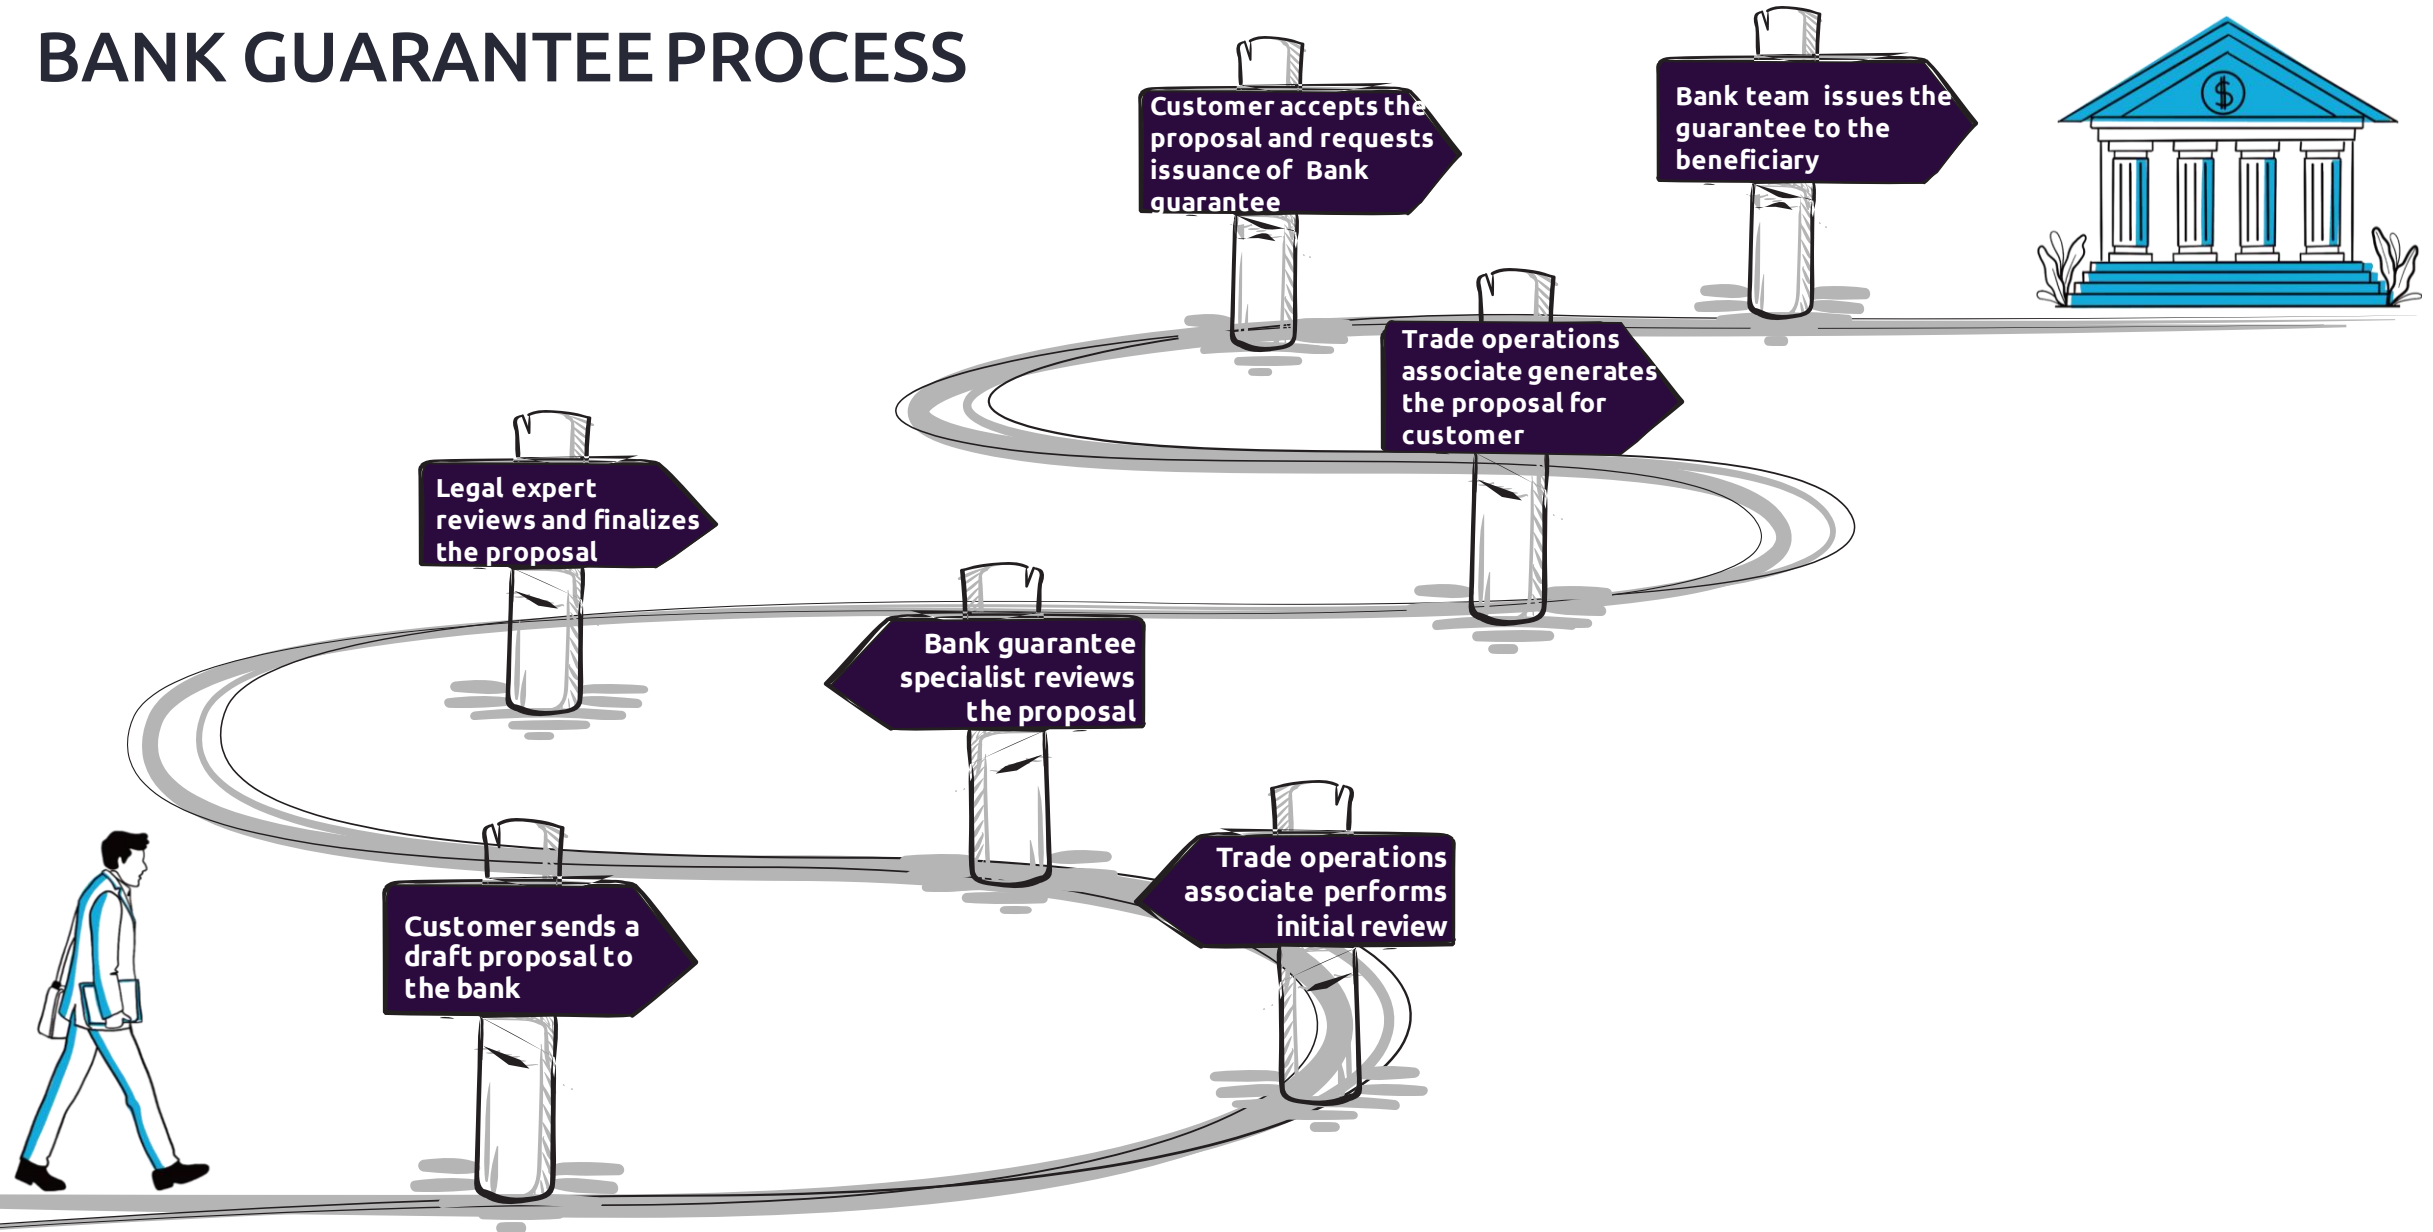 BANK GUARANTEE PROCESS
Customer accepts the
proposal and requests
issuance of Bank
guarantee
Bank team issues the
guarantee to the
beneficiary
$
Trade operations
associate generates
the proposal for
customer
Legal expert
reviews and finalizes
the proposal
Bank guarantee
specialist reviews
the proposal
Trade operations
associate performs
initial review
Customer sends a
draft proposal to
the bank